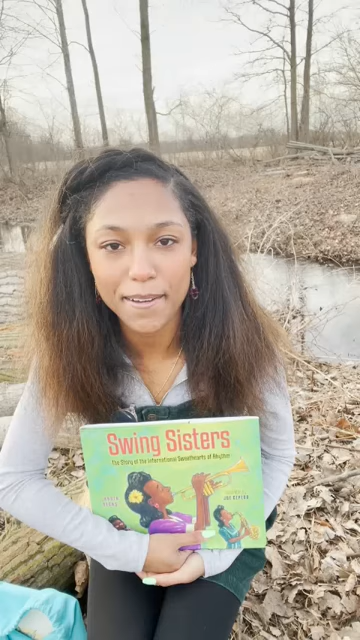 Swing Sisters
The Story of the International Sweethearts of Rhythm